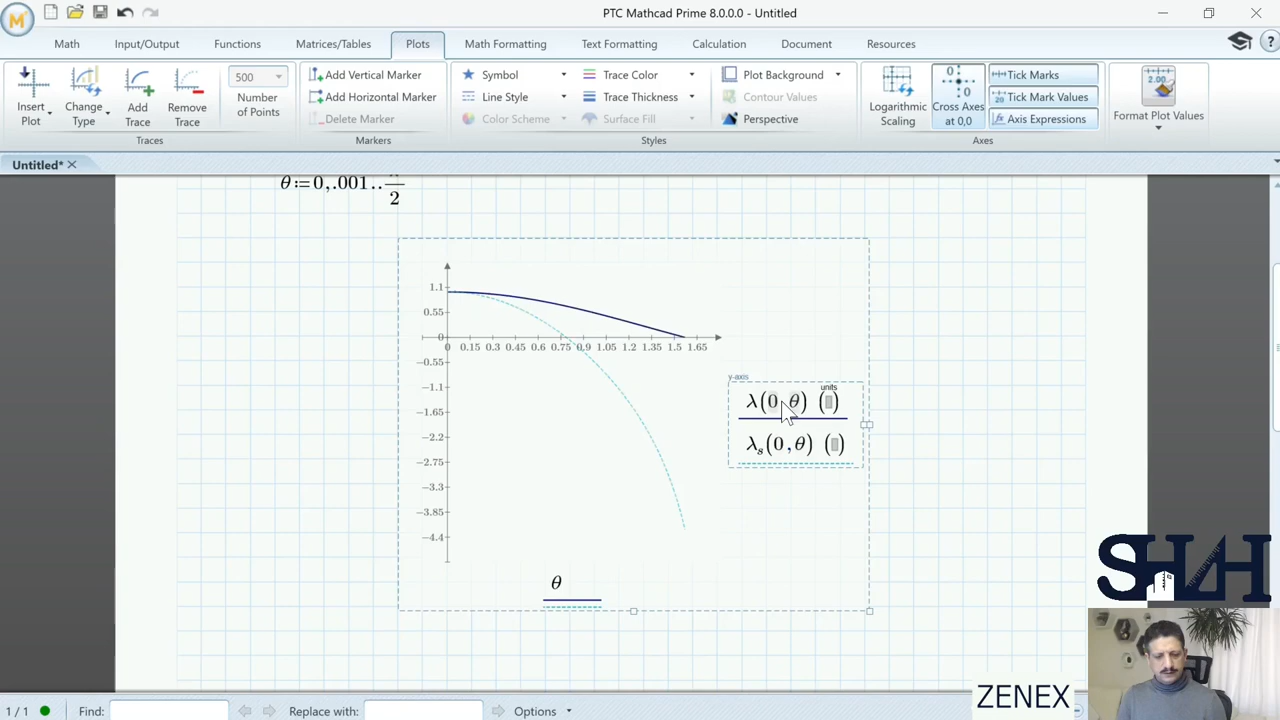 PTC Mathcad Prime 8.0.0.0 - Untitled
Math Input/Output Functions Matrices/Tables Plots Math Formatting Text Formatting Calculation Document Resources
Insert Plot
Change Type
Add Trace
Remove Trace
500
Number of Points
Traces
Add Vertical Marker
Add Horizontal Marker
Delete Marker
Markers
Symbol
Line Style
Color Scheme
Trace Color
Trace Thickness
Surface Fill
Plot Background
Contour Values
Perspective
Styles
Logarithmic Scaling
Cross Axes at 0,0
Tick Marks
Tick Mark Values
Axis Expressions
Axes
2.00
Format Plot Values
Untitled*
θ≔0,.001..
2
1.1
0.55
0
0 0.15 0.3 0.45 0.6 0.75 0.9 1.05 1.2 1.35 1.5 1.65
−0.55
−1.1
−1.65
−2.2
−2.75
−3.3
−3.85
−4.4
y-axis
units
λ(0 θ) ()
λs(0,θ) ()
θ
SHH
ZENEX
1 / 1 Find: Replace with: Options